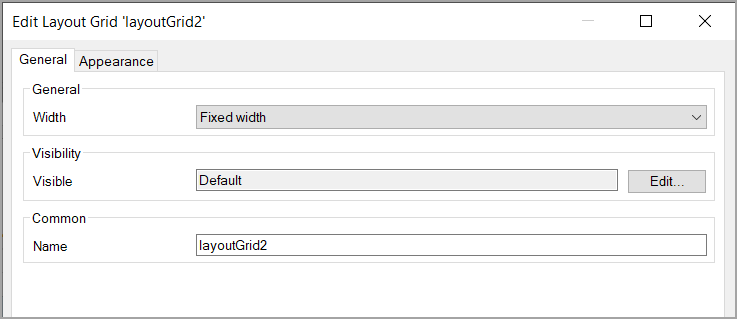 Edit Layout Grid 'layoutGrid2'
General Appearance
General
Width Fixed width
Visibility
Visible Default Edit...
Common
Name layoutGrid2